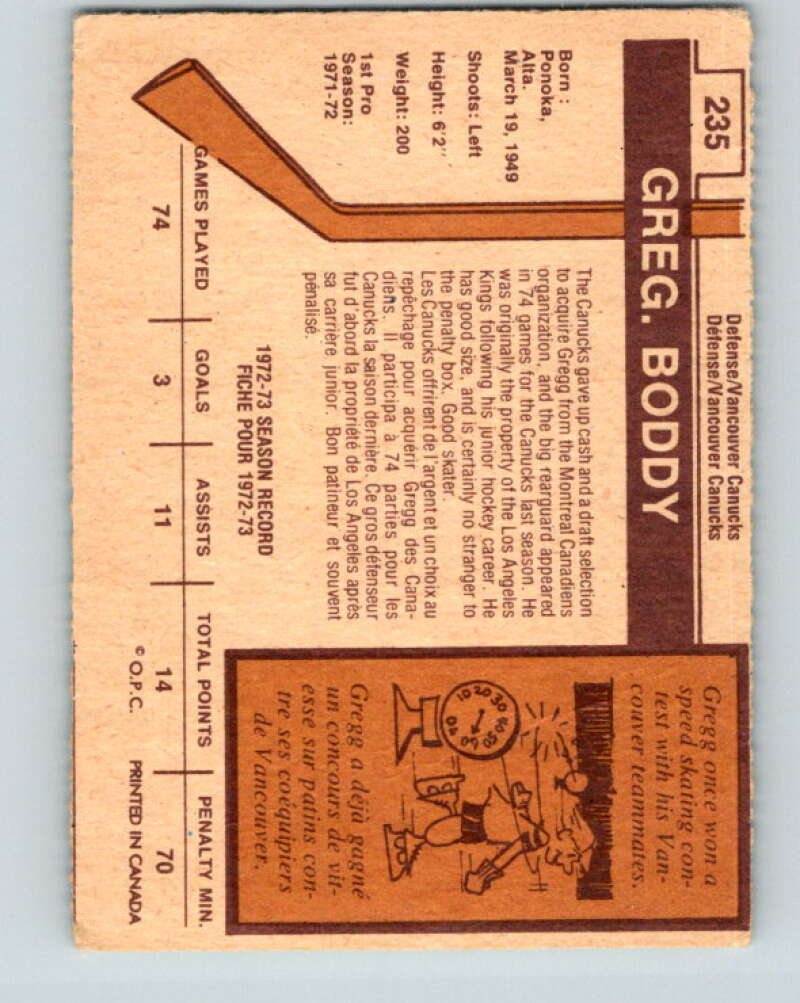 235
Defense/Vancouver Canucks
Défense/Vancouver Canucks
GREG. BODDY
Born :
Ponoka,
Alta.
March 19, 1949
Shoots: Left
Height: 6'2"
Weight: 200
1st Pro
Season:
1971-72
The Canucks gave up cash and a draft selection
to acquire Gregg from the Montreal Canadiens
organization, and the big rearguard appeared
in 74 games for the Canucks last season. He
was originally the property of the Los Angeles
Kings following his junior hockey career. He
has good size, and is certainly no stranger to
the penalty box. Good skater.
Les Canucks offrirent de l'argent et un choix au
repêchage pour acquérir Gregg des Cana-
diens. Il participa à 74 parties pour les
Canucks la saison dernière. Ce gros défenseur
fut d'abord la propriété de Los Angeles après
sa carrière junior. Bon patineur et souvent
pénalisé.
Gregg once won a
speed skating con-
test with his Van-
couver teammates.
10 20 30
Gregg a déjà gagné
un concours de vit-
esse sur patins con-
tre ses coéquipiers
de Vancouver.
1972-73 SEASON RECORD
FICHE POUR 1972-73
GAMES PLAYED GOALS ASSISTS TOTAL POINTS PENALTY MIN.
74 3 11 14 70
© O.P.C. PRINTED IN CANADA